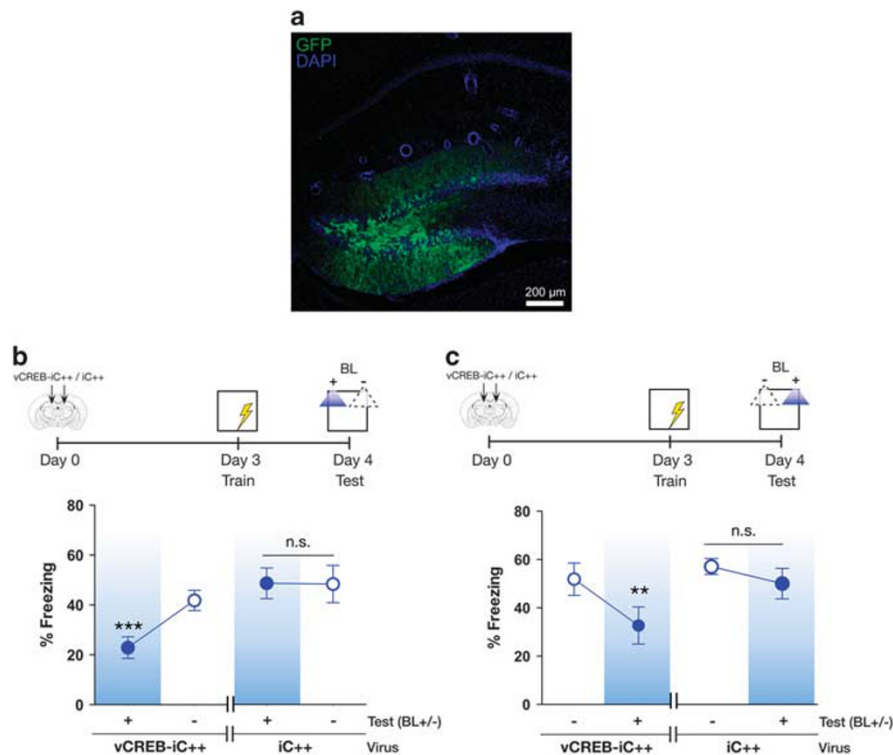 a
GFP
DAPI
200 µm
b
vCREB-iC++ / iC++
BL
+ -
Day 0
Day 3
Train
Day 4
Test
% Freezing
80
60
40
20
0
***
n.s.
+ - + - Test (BL+/-)
vCREB-iC++ iC++ Virus
c
vCREB-iC++ / iC++
BL
- +
Day 0
Day 3
Train
Day 4
Test
% Freezing
80
60
40
20
0
**
n.s.
- + - + Test (BL+/-)
vCREB-iC++ iC++ Virus